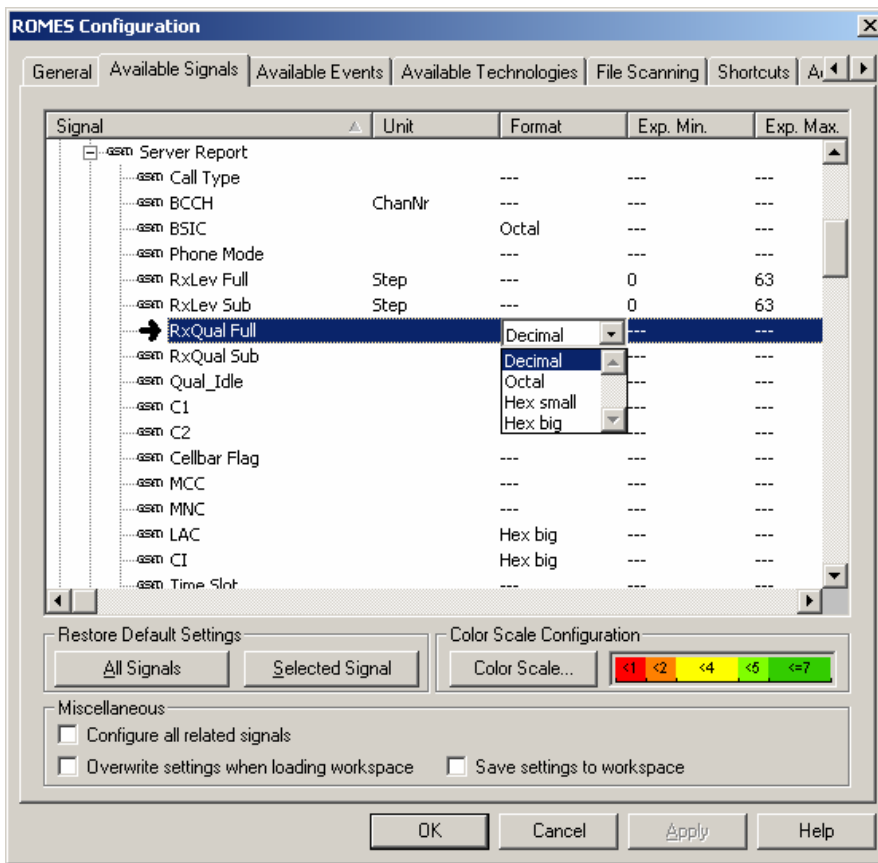 ROMES Configuration
General Available Signals Available Events Available Technologies File Scanning Shortcuts
Signal Unit Format Exp. Min. Exp. Max.
GSM Server Report
GSM Call Type --- --- ---
GSM BCCH ChanNr --- --- ---
GSM BSIC Octal --- ---
GSM Phone Mode --- --- ---
GSM RxLev Full Step --- 0 63
GSM RxLev Sub Step --- 0 63
RxQual Full Decimal --- ---
GSM RxQual Sub Decimal --- ---
GSM Qual_Idle Octal --- ---
GSM C1 Hex small --- ---
GSM C2 Hex big --- ---
GSM Cellbar Flag --- --- ---
GSM MCC --- --- ---
GSM MNC --- --- ---
GSM LAC Hex big --- ---
GSM CI Hex big --- ---
GSM Time Slot --- --- ---
Restore Default Settings
All Signals Selected Signal
Color Scale Configuration
Color Scale... <1 <2 <4 <5 <=7
Miscellaneous
Configure all related signals
Overwrite settings when loading workspace Save settings to workspace
OK Cancel Apply Help